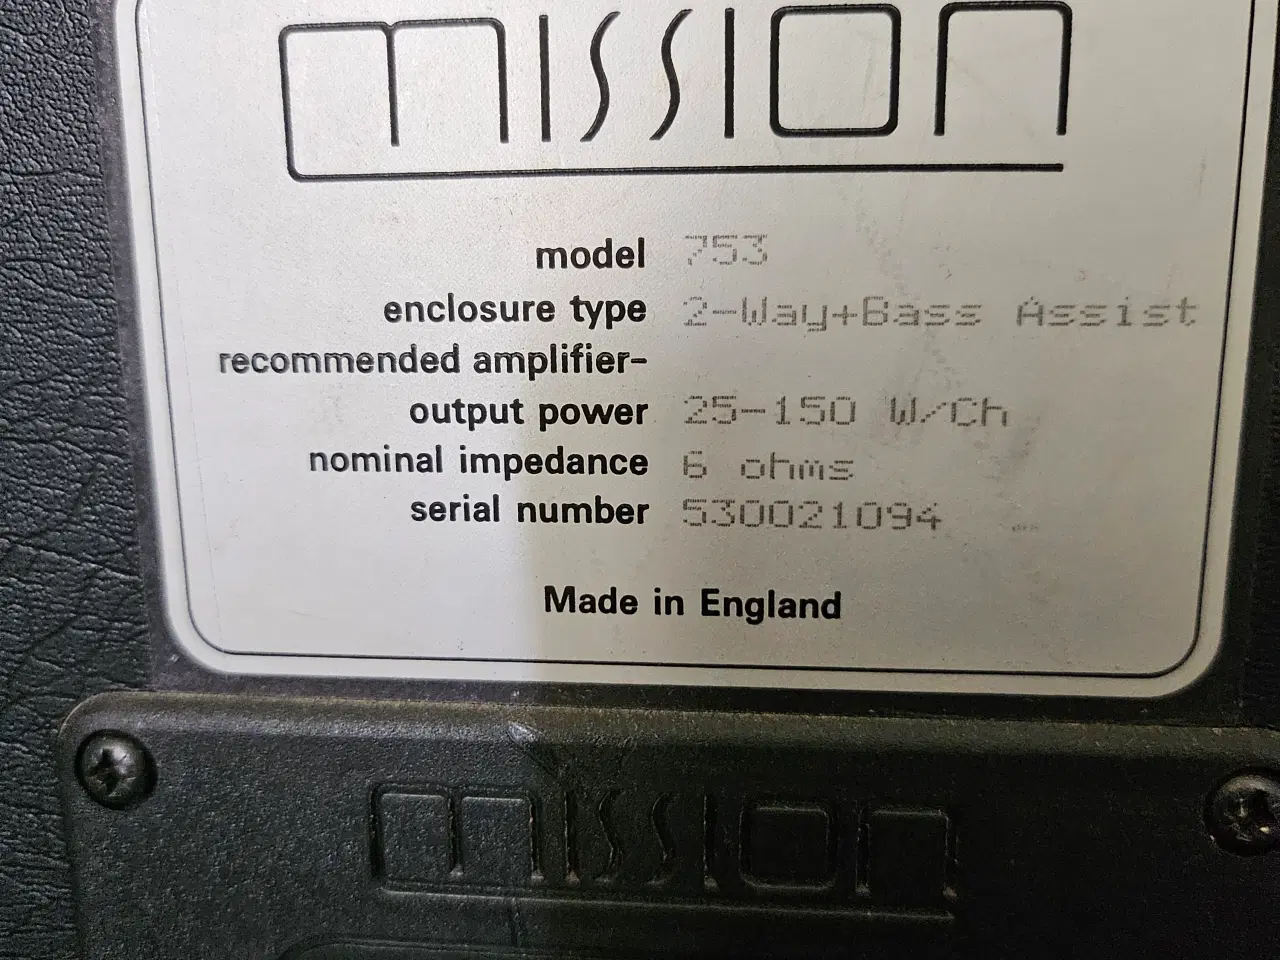 mission
model 753
enclosure type 2-Way+Bass Assist
recommended amplifier-
output power 25-150 W/Ch
nominal impedance 6 ohms
serial number 530021094
Made in England
mission